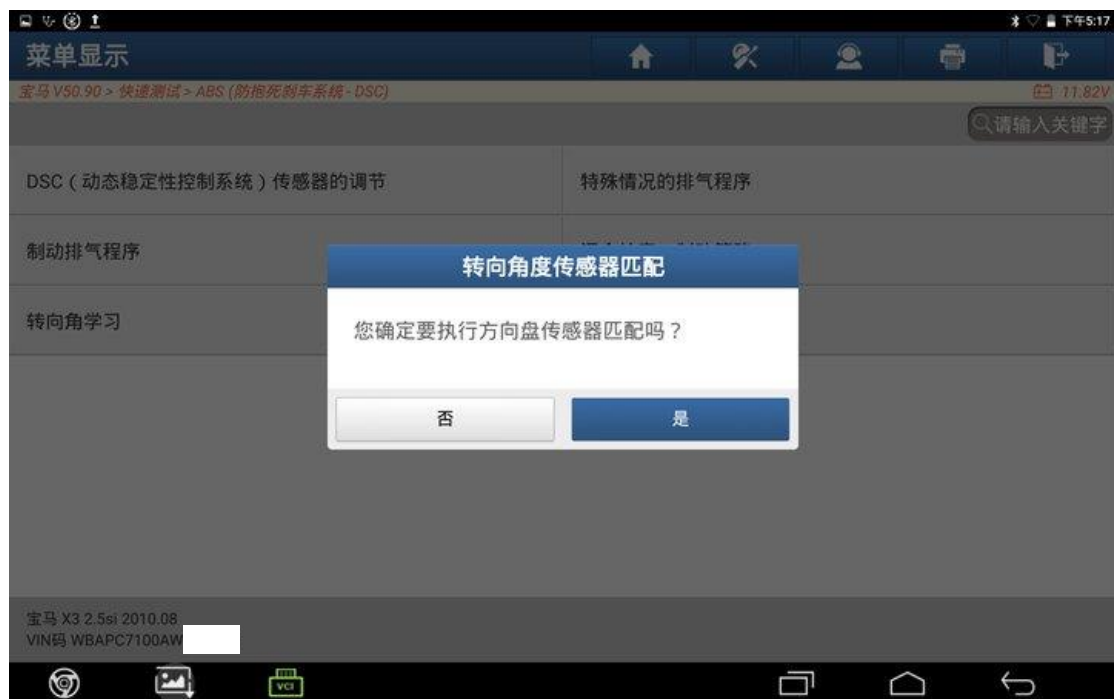 下午5:17
菜单显示
宝马 V50.90 > 快速测试 > ABS (防抱死刹车系统 - DSC)
11.82V
请输入关键字
DSC ( 动态稳定性控制系统 ) 传感器的调节
特殊情况的排气程序
制动排气程序
转向角学习
转向角度传感器匹配
您确定要执行方向盘传感器匹配吗？
否
是
宝马 X3 2.5si 2010.08
VIN码 WBAPC7100AW
VCI